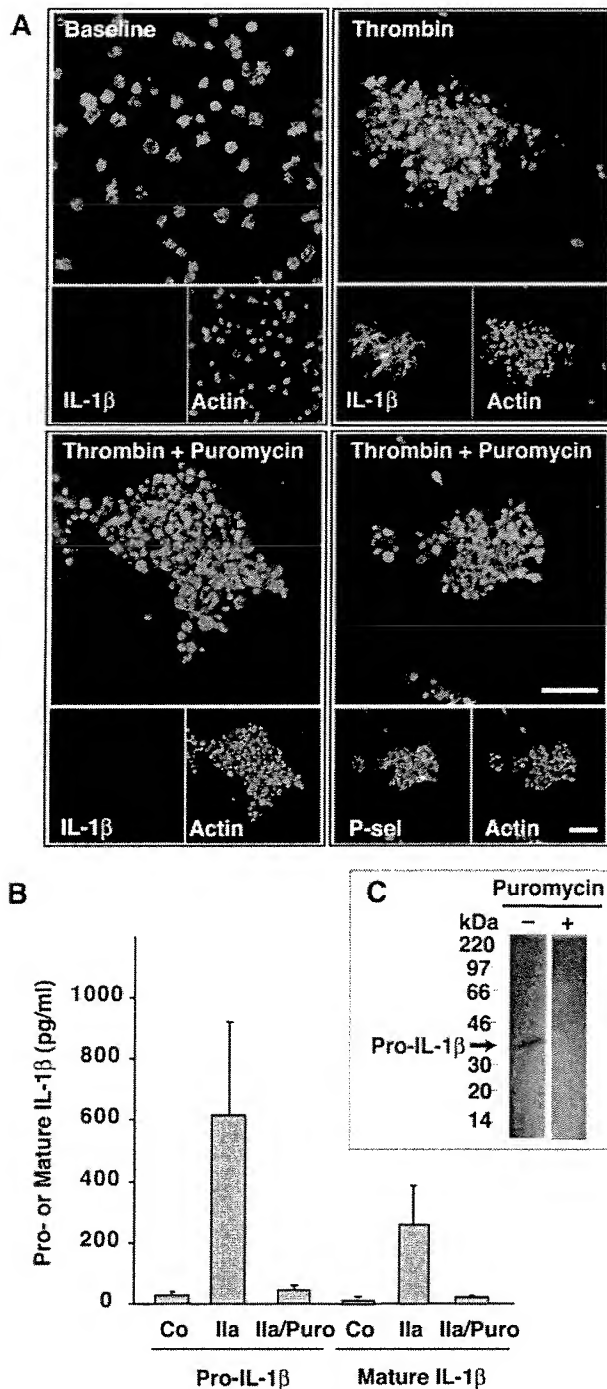 A
Baseline
Thrombin
IL-1β
Actin
IL-1β
Actin
Thrombin + Puromycin
Thrombin + Puromycin
IL-1β
Actin
P-sel
Actin
B
Pro- or Mature IL-1β (pg/ml)
1000
800
600
400
200
0
Co IIa IIa/Puro Co IIa IIa/Puro
Pro-IL-1β Mature IL-1β
C
Puromycin
kDa − +
220
97
66
46
Pro-IL-1β
30
20
14